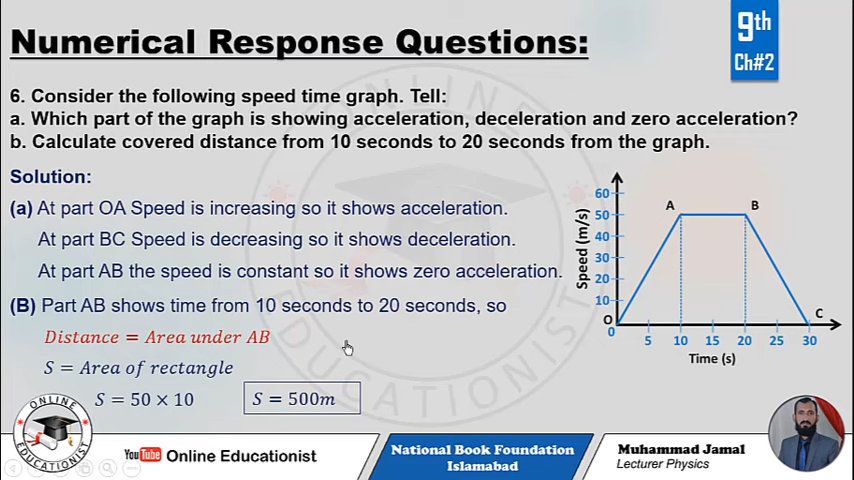 Numerical Response Questions:
9th
Ch#2
6. Consider the following speed time graph. Tell:
a. Which part of the graph is showing acceleration, deceleration and zero acceleration?
b. Calculate covered distance from 10 seconds to 20 seconds from the graph.
Solution:
(a) At part OA Speed is increasing so it shows acceleration.
At part BC Speed is decreasing so it shows deceleration.
At part AB the speed is constant so it shows zero acceleration.
(B) Part AB shows time from 10 seconds to 20 seconds, so
Distance = Area under AB
S = Area of rectangle
S = 50 × 10
S = 500m
Speed (m/s)
60
50
40
30
20
10
0
A
B
O
C
5 10 15 20 25 30
Time (s)
ONLINE
EDUCATIONIST
ONLINE
EDUCATIONIST
YouTube Online Educationist
National Book Foundation
Islamabad
Muhammad Jamal
Lecturer Physics